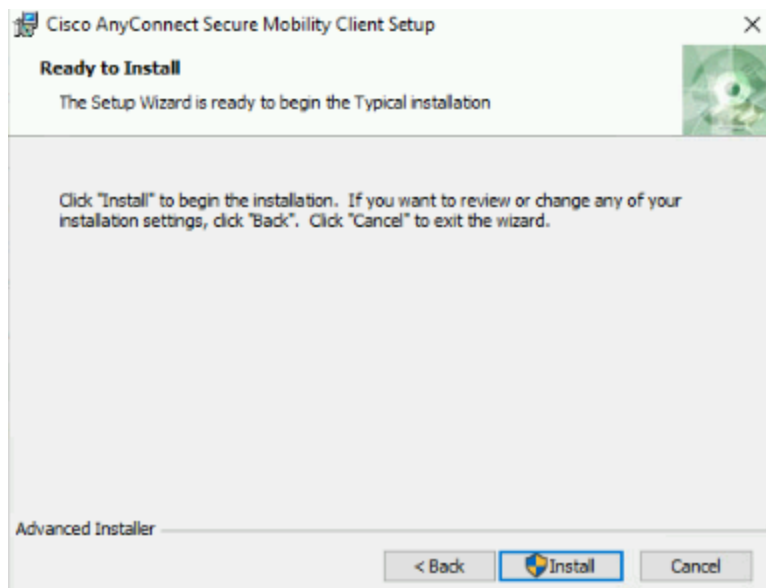 Cisco AnyConnect Secure Mobility Client Setup
Ready to Install
The Setup Wizard is ready to begin the Typical installation
Click "Install" to begin the installation. If you want to review or change any of your
installation settings, click "Back". Click "Cancel" to exit the wizard.
Advanced Installer
< Back Install Cancel